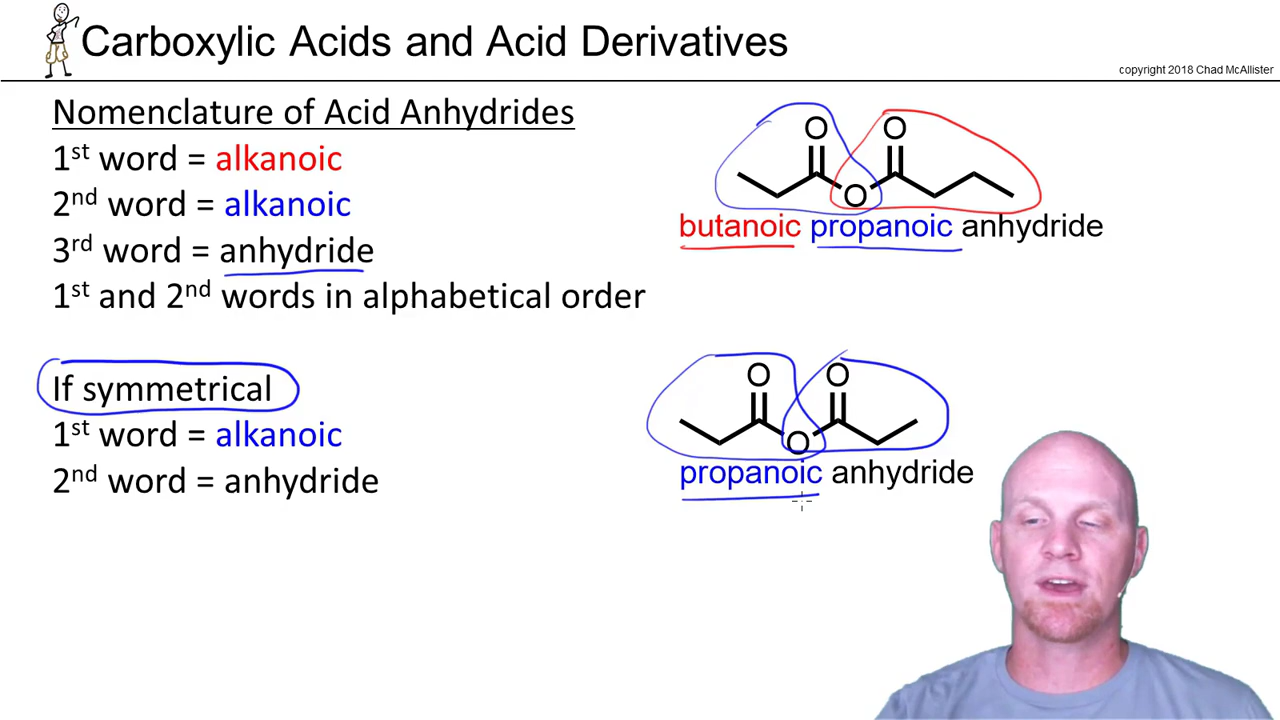 Carboxylic Acids and Acid Derivatives
copyright 2018 Chad McAllister
Nomenclature of Acid Anhydrides
1st word = alkanoic
2nd word = alkanoic
3rd word = anhydride
1st and 2nd words in alphabetical order
O O
O
butanoic propanoic anhydride
If symmetrical
1st word = alkanoic
2nd word = anhydride
O O
O
propanoic anhydride